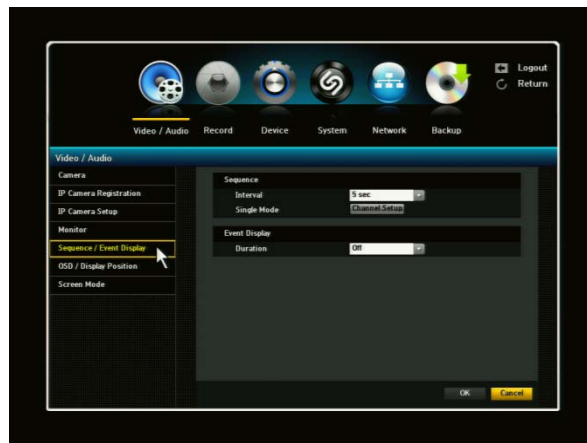 Logout
Return
Video / Audio Record Device System Network Backup
Video / Audio
Camera
IP Camera Registration
IP Camera Setup
Monitor
Sequence / Event Display
OSD / Display Position
Screen Mode
Sequence
Interval 5 sec
Single Mode Channel Setup
Event Display
Duration Off
OK Cancel